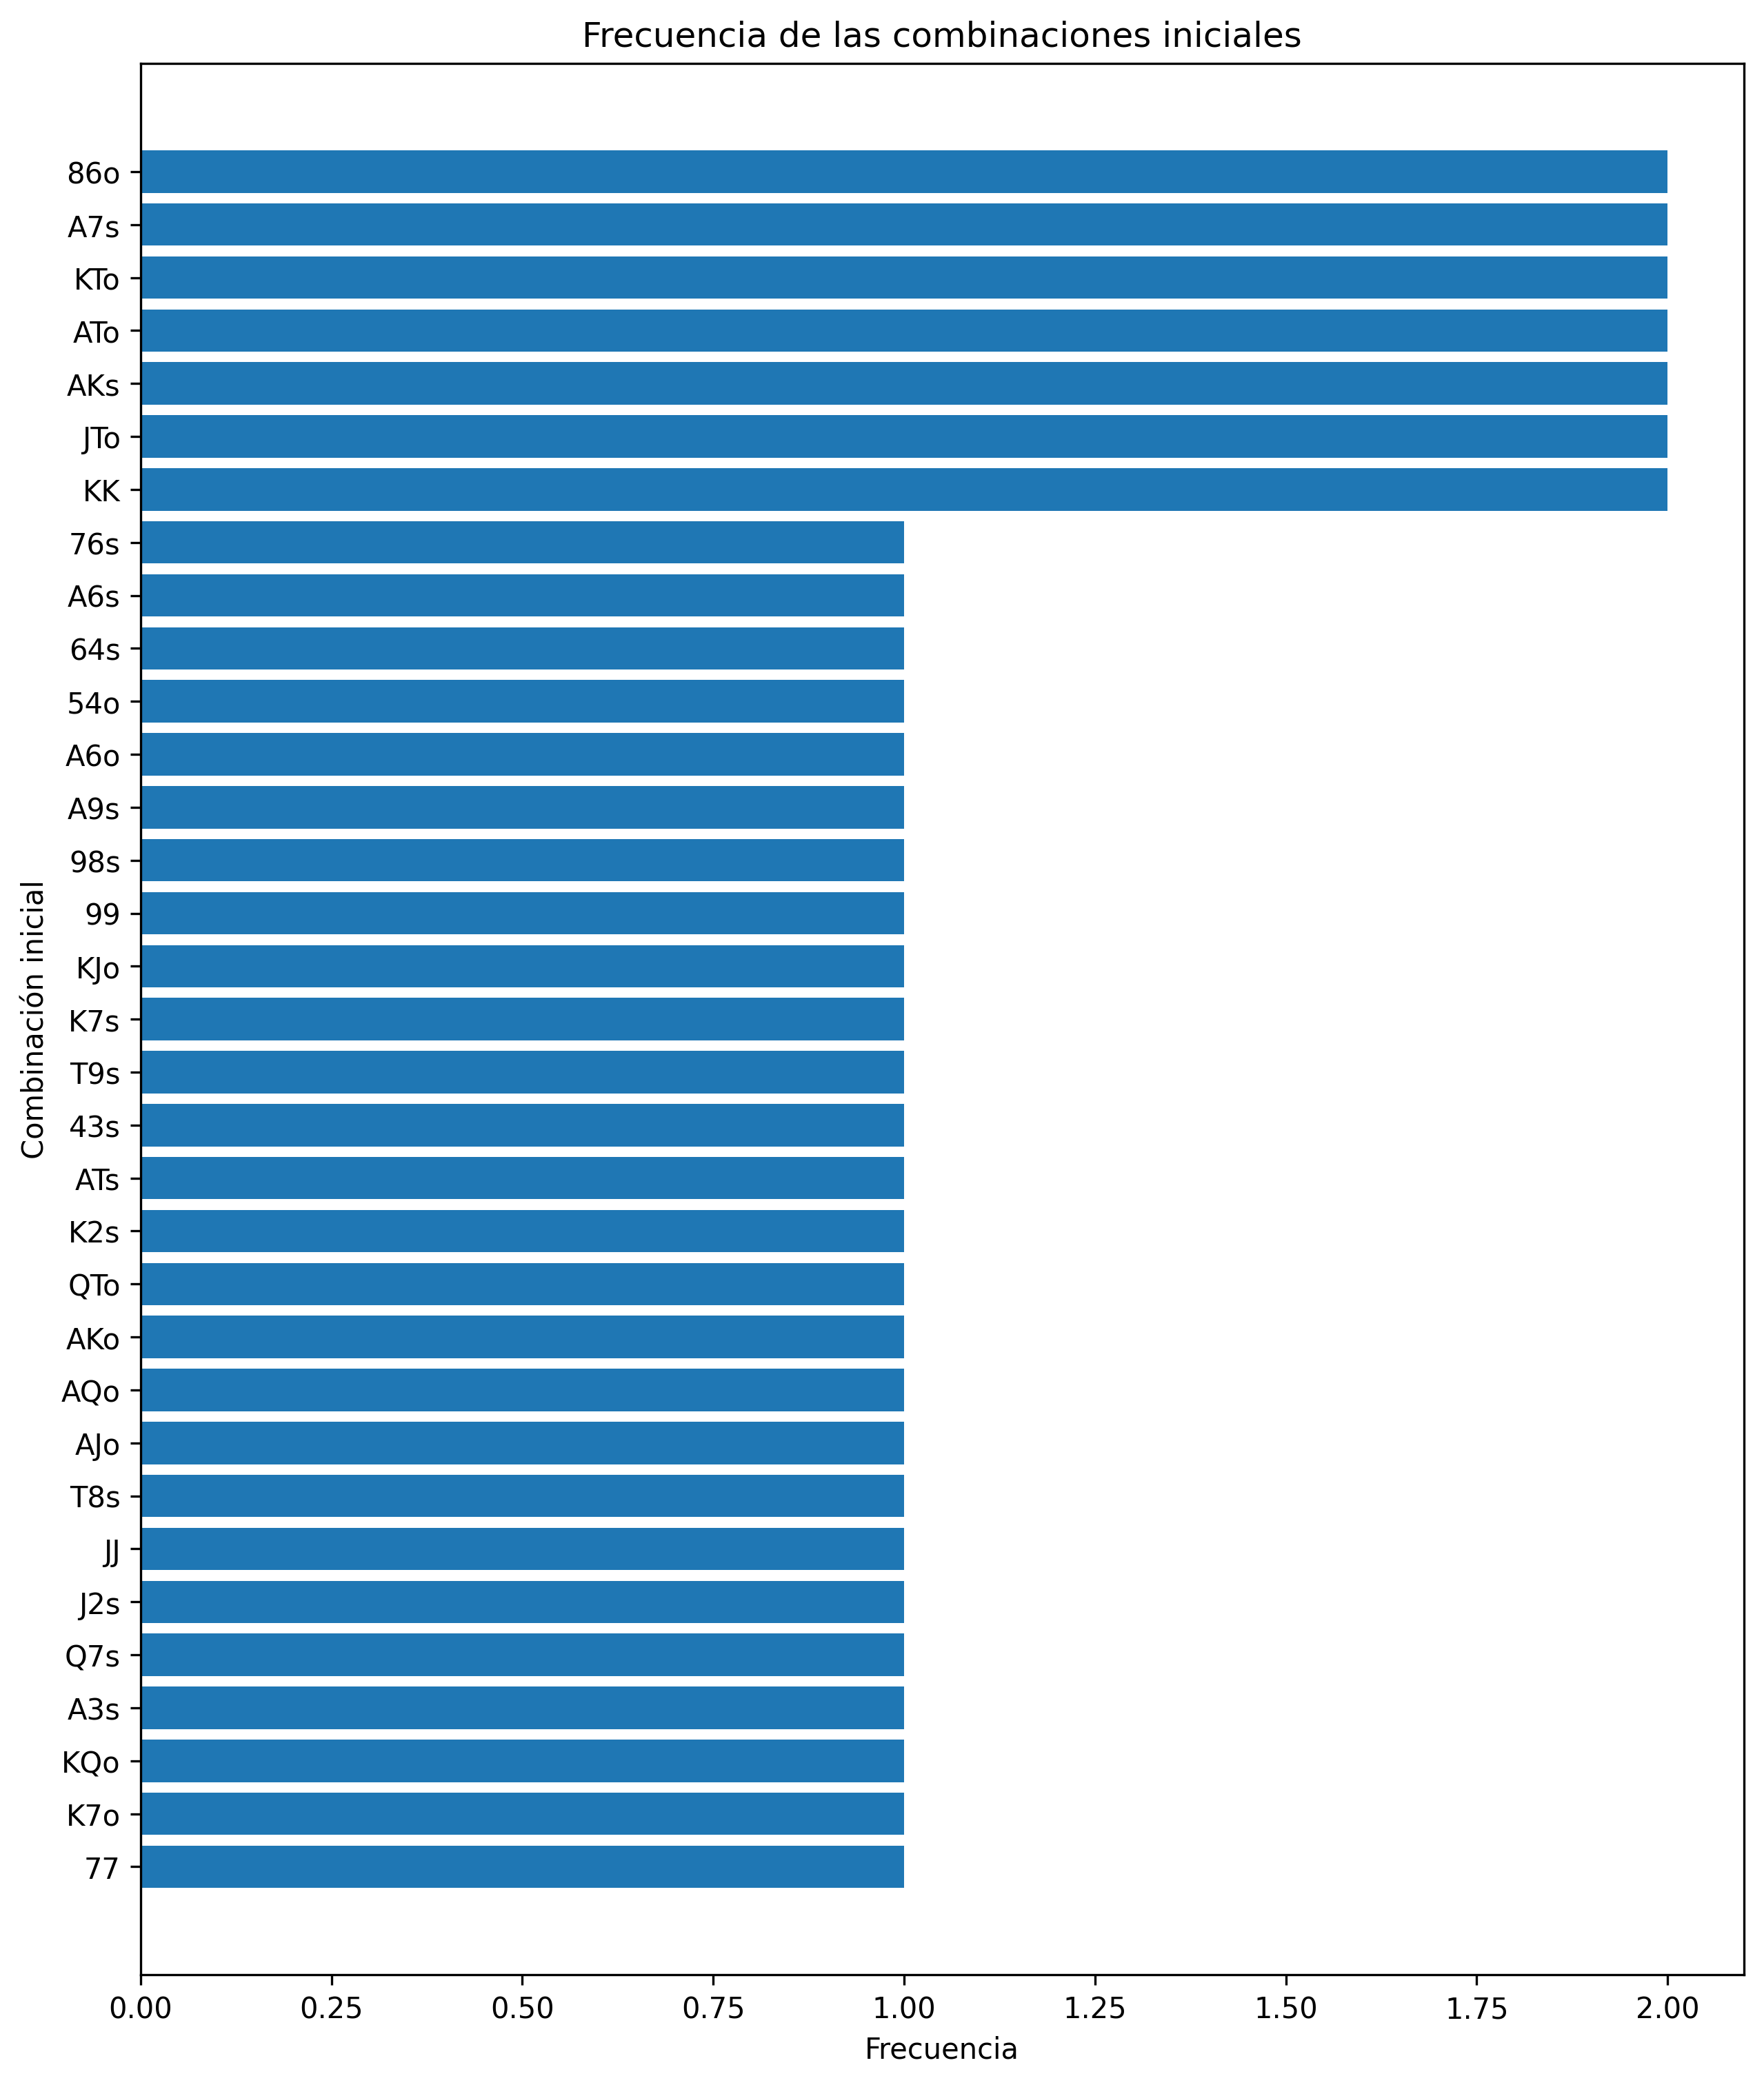 Frecuencia de las combinaciones iniciales
86o
A7s
KTo
ATo
AKs
JTo
KK
76s
A6s
64s
54o
A6o
A9s
98s
99
KJo
K7s
T9s
43s
ATs
K2s
QTo
AKo
AQo
AJo
T8s
JJ
J2s
Q7s
A3s
KQo
K7o
77
Combinación inicial
0.00 0.25 0.50 0.75 1.00 1.25 1.50 1.75 2.00
Frecuencia